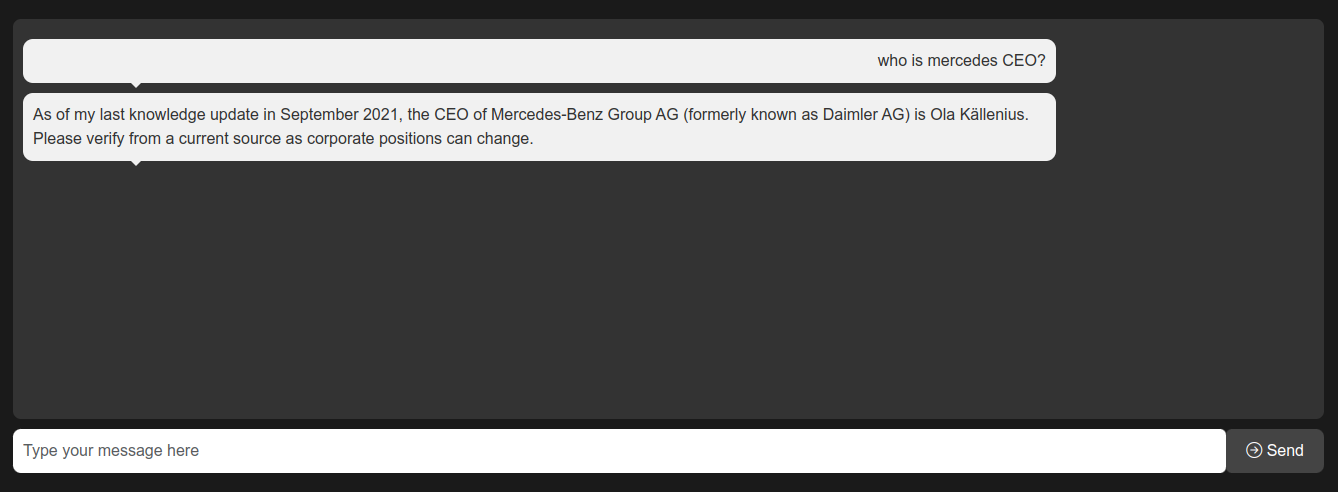 who is mercedes CEO?
As of my last knowledge update in September 2021, the CEO of Mercedes-Benz Group AG (formerly known as Daimler AG) is Ola Källenius.
Please verify from a current source as corporate positions can change.
Type your message here
Send